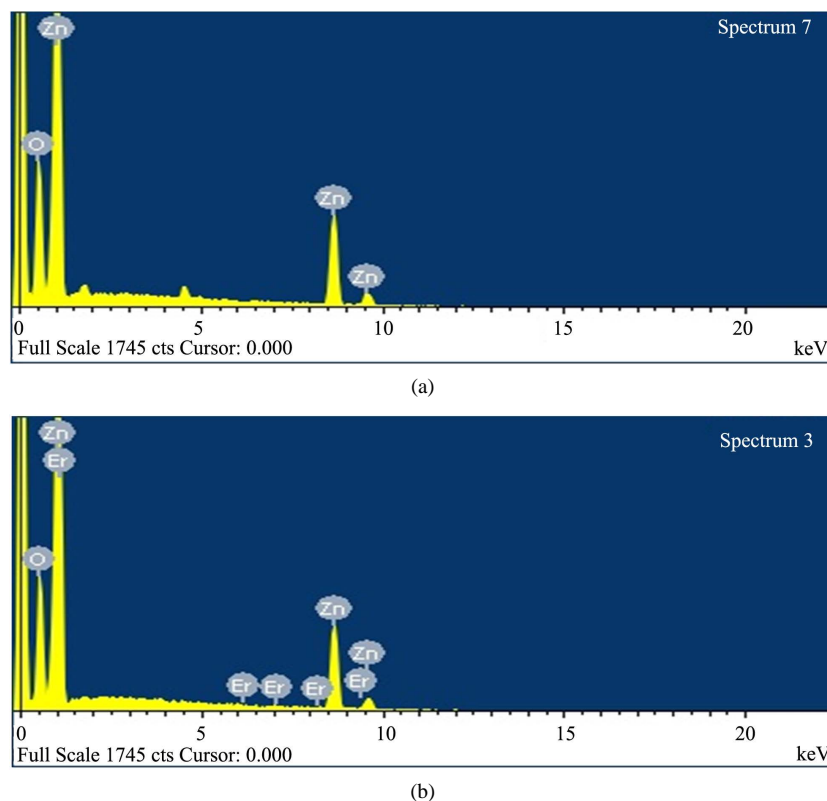 Zn
Spectrum 7
O
Zn
Zn
0 5 10 15 20
Full Scale 1745 cts Cursor: 0.000 keV
(a)
Zn
Spectrum 3
Er
O
Zn
Zn
Er Er Er Er
0 5 10 15 20
Full Scale 1745 cts Cursor: 0.000 keV
(b)